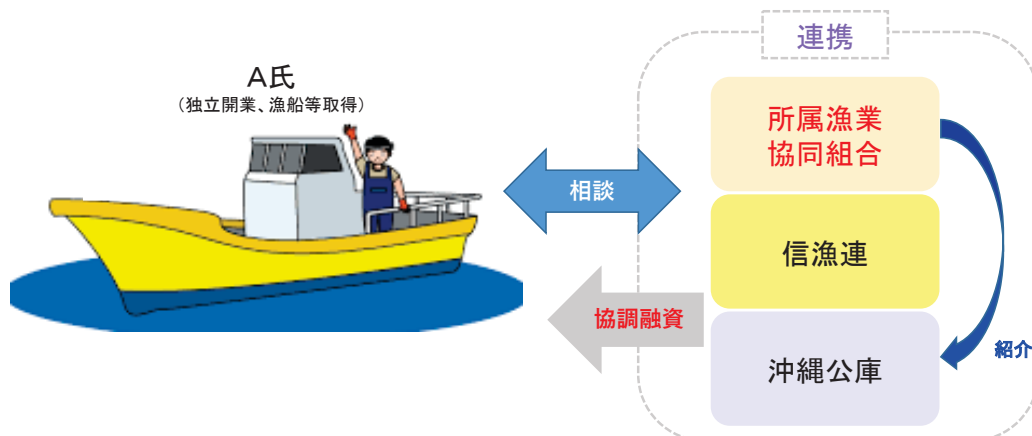 連携
A氏
（独立開業、漁船等取得）
所属漁業
協同組合
相談
信漁連
協調融資
紹介
沖縄公庫